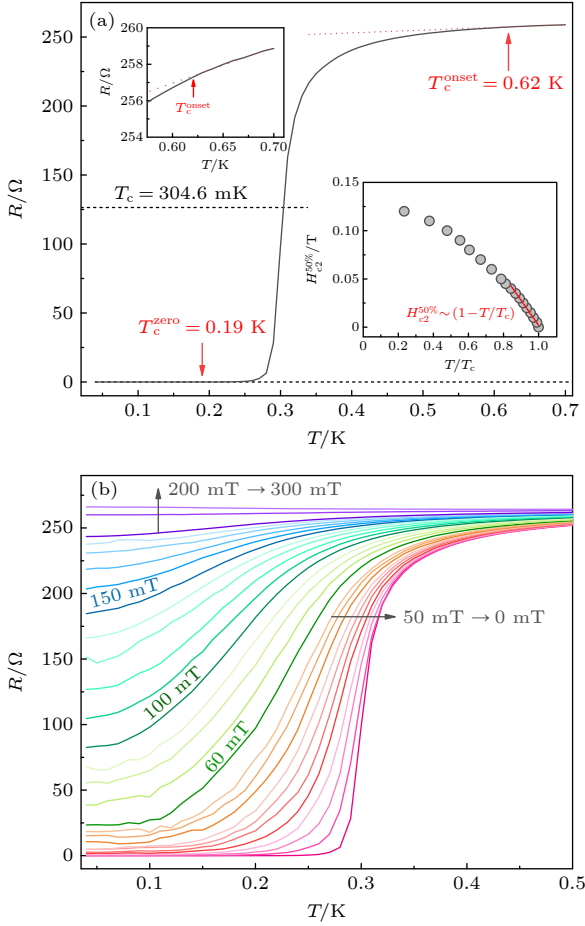 (a)
250
200
150
100
50
0
R/Ω
0.1 0.2 0.3 0.4 0.5 0.6 0.7
T/K
260
258
256
254
R/Ω
0.60 0.65 0.70
T/K
T_c^onset
T_c^onset = 0.62 K
T_c = 304.6 mK
T_c^zero = 0.19 K
0.15
0.10
0.05
0
H_c2^50%/T
0 0.2 0.4 0.6 0.8 1.0
T/T_c
H_c2^50% ~ (1−T/T_c)
(b)
200 mT → 300 mT
250
200
150
100
50
0
R/Ω
150 mT
100 mT
60 mT
50 mT → 0 mT
0.1 0.2 0.3 0.4 0.5
T/K